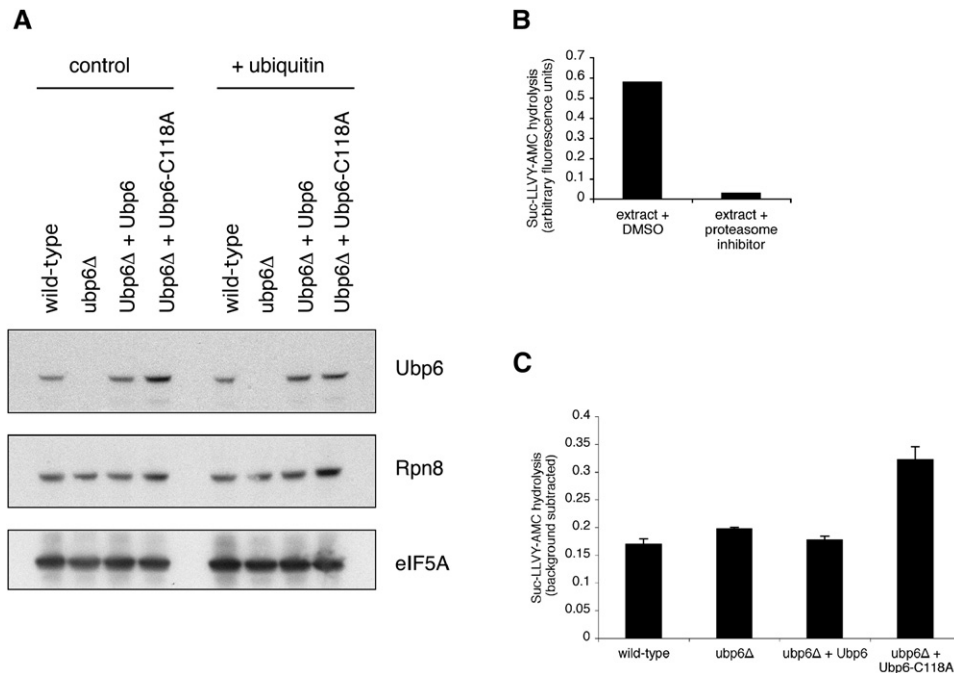 A
control
+ ubiquitin
wild-type
ubp6Δ
Ubp6Δ + Ubp6
Ubp6Δ + Ubp6-C118A
wild-type
ubp6Δ
Ubp6Δ + Ubp6
Ubp6Δ + Ubp6-C118A
Ubp6
Rpn8
eIF5A
B
Suc-LLVY-AMC hydrolysis
(arbitrary fluorescence units)
0.7
0.6
0.5
0.4
0.3
0.2
0.1
0
extract +
DMSO
extract +
proteasome
inhibitor
C
Suc-LLVY-AMC hydrolysis
(background subtracted)
0.4
0.35
0.3
0.25
0.2
0.15
0.1
0.05
0
wild-type
ubp6Δ
ubp6Δ + Ubp6
ubp6Δ +
Ubp6-C118A